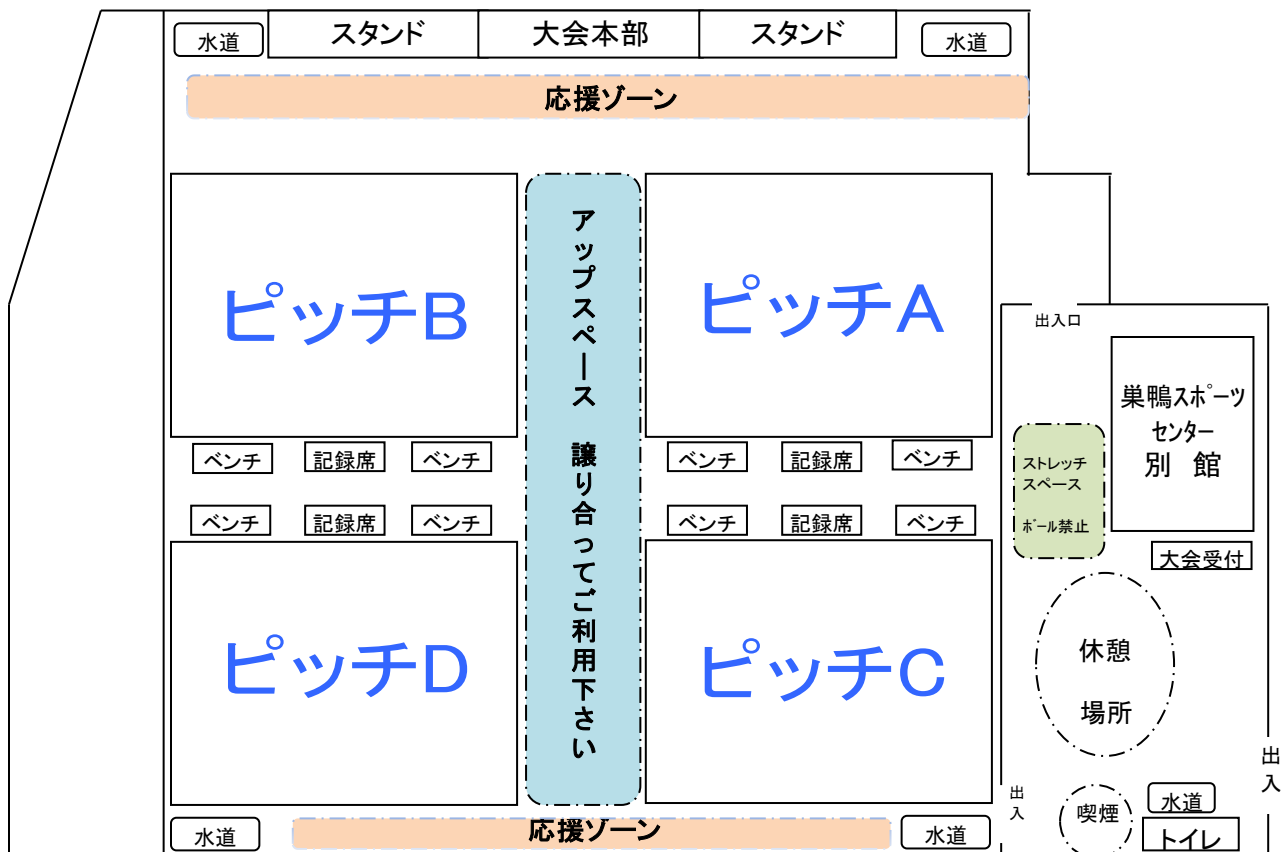 水道
スタンド
大会本部
スタンド
水道
応援ゾーン
ピッチB
アップスペース 譲り合ってご利用下さい
ピッチA
出入口
巣鴨スポーツ
センター
別 館
ベンチ
記録席
ベンチ
ベンチ
記録席
ベンチ
ストレッチ
スペース
ボール禁止
ベンチ
記録席
ベンチ
ベンチ
記録席
ベンチ
大会受付
ピッチD
ピッチC
休憩
場所
出
入
出
入
喫煙
水道
トイレ
水道
応援ゾーン
水道